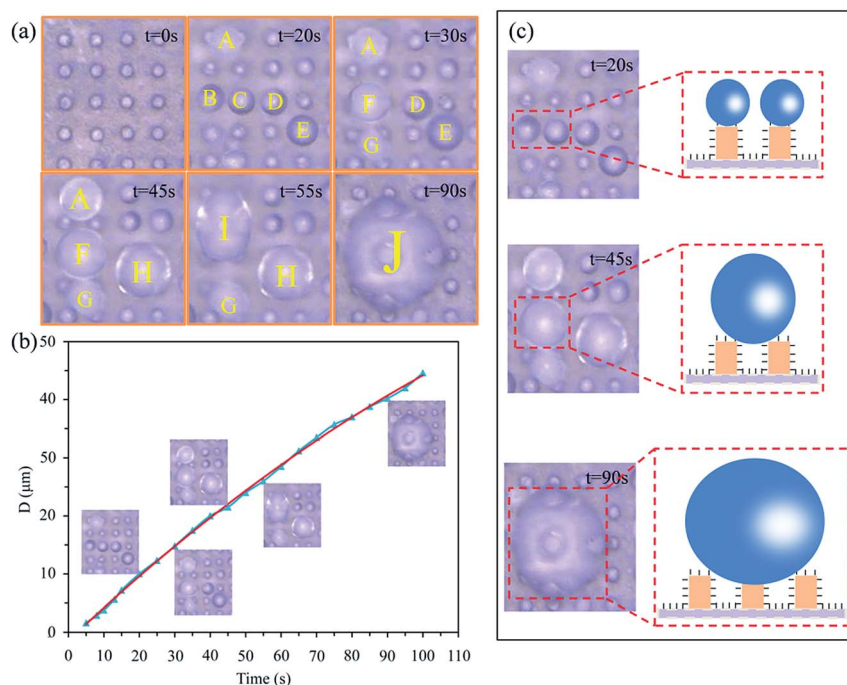 (a)
t=0s
A
B C D
E
t=20s
A
F D
E
G
t=30s
A
F H
G
t=45s
I
H
G
t=55s
J
t=90s
(b)
50
40
50
20
10
0
D (μm)
0 10 20 30 40 50 60 70 80 90 100 110
Time (s)
(c)
t=20s
t=45s
t=90s